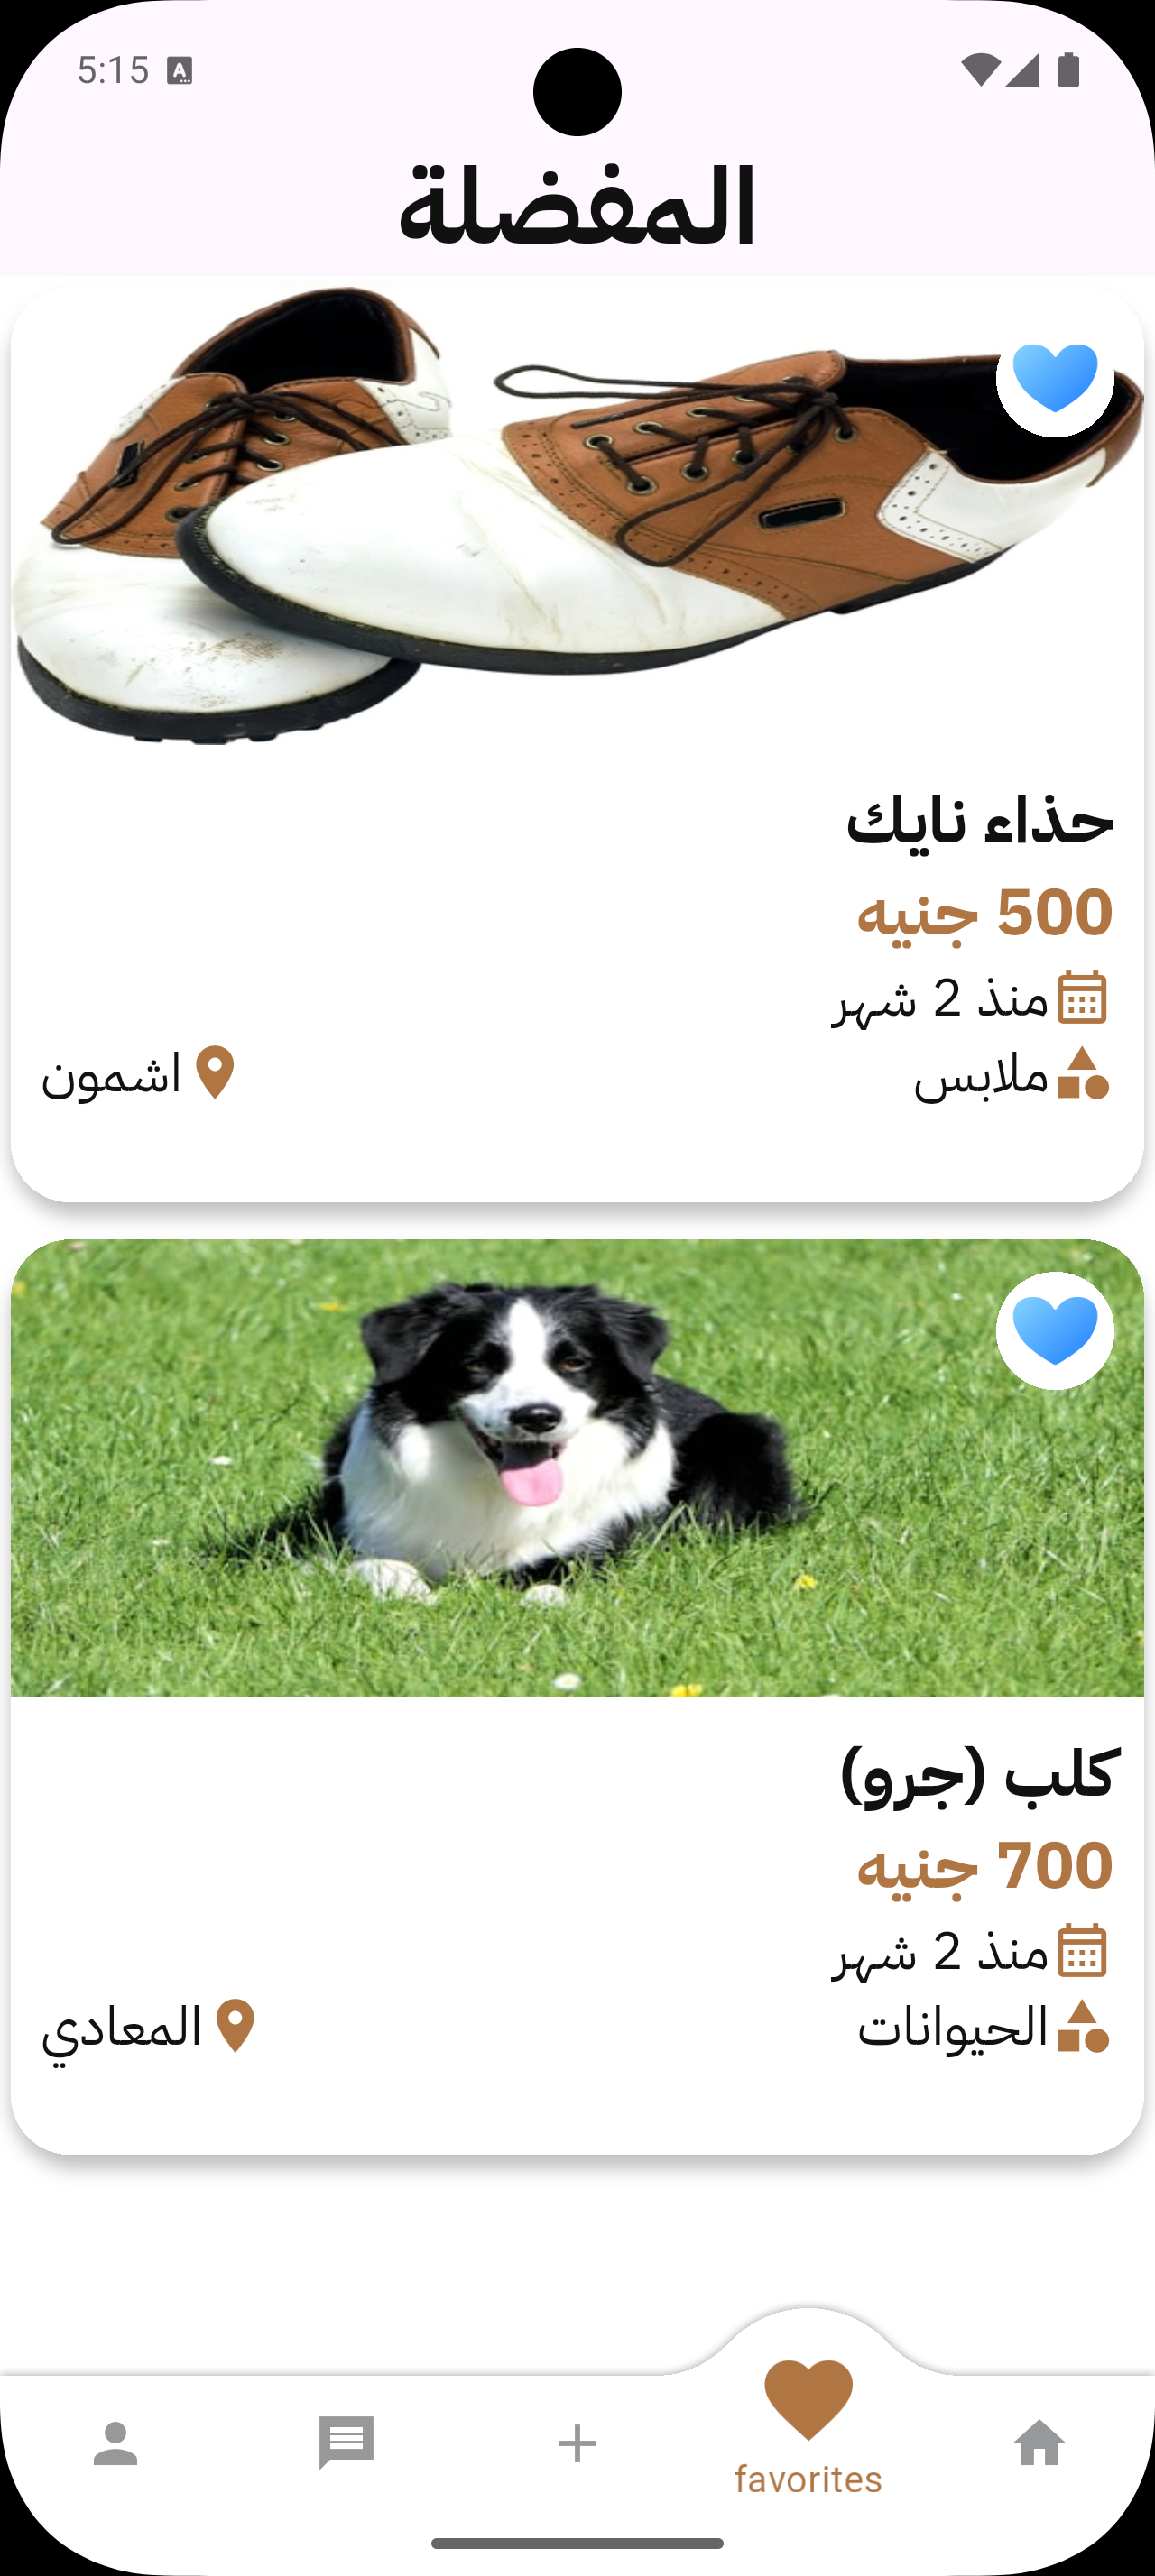 5:15
المفضلة
حذاء نايك
500 جنيه
منذ 2 شهر
ملابس
اشمون
كلب (جرو)
700 جنيه
منذ 2 شهر
الحيوانات
المعادي
favorites